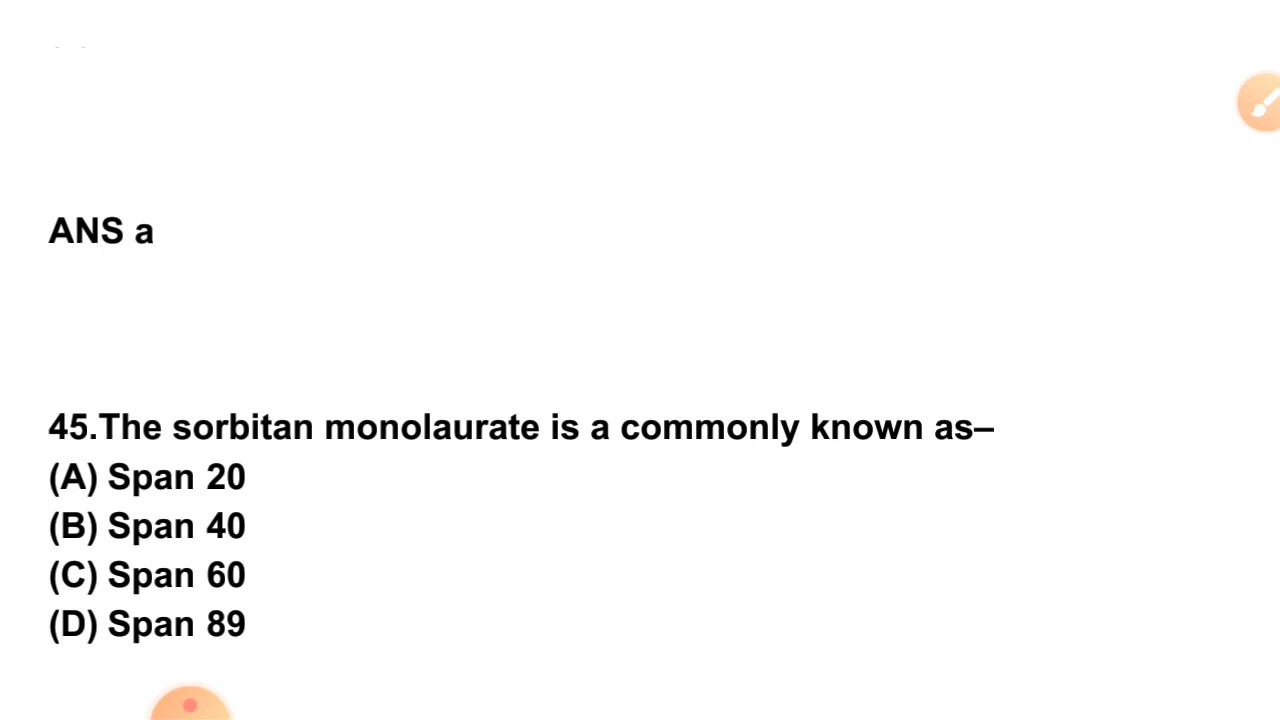 ANS a
45.The sorbitan monolaurate is a commonly known as–
(A) Span 20
(B) Span 40
(C) Span 60
(D) Span 89